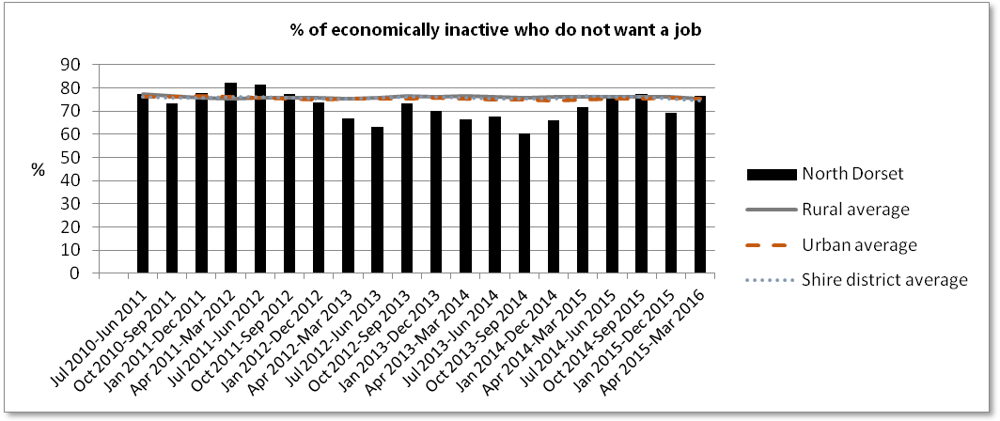 % of economically inactive who do not want a job
90
80
70
60
50
40
30
20
10
0
%
Jul 2010-Jun 2011
Oct 2010-Sep 2011
Jan 2011-Dec 2011
Apr 2011-Mar 2012
Jul 2011-Jun 2012
Oct 2011-Sep 2012
Jan 2012-Dec 2012
Apr 2012-Mar 2013
Jul 2012-Jun 2013
Oct 2012-Sep 2013
Jan 2013-Dec 2013
Apr 2013-Mar 2014
Jul 2013-Jun 2014
Oct 2013-Sep 2014
Jan 2014-Dec 2014
Apr 2014-Mar 2015
Jul 2014-Jun 2015
Oct 2014-Sep 2015
Jan 2015-Dec 2015
Apr 2015-Mar 2016
North Dorset
Rural average
Urban average
Shire district average